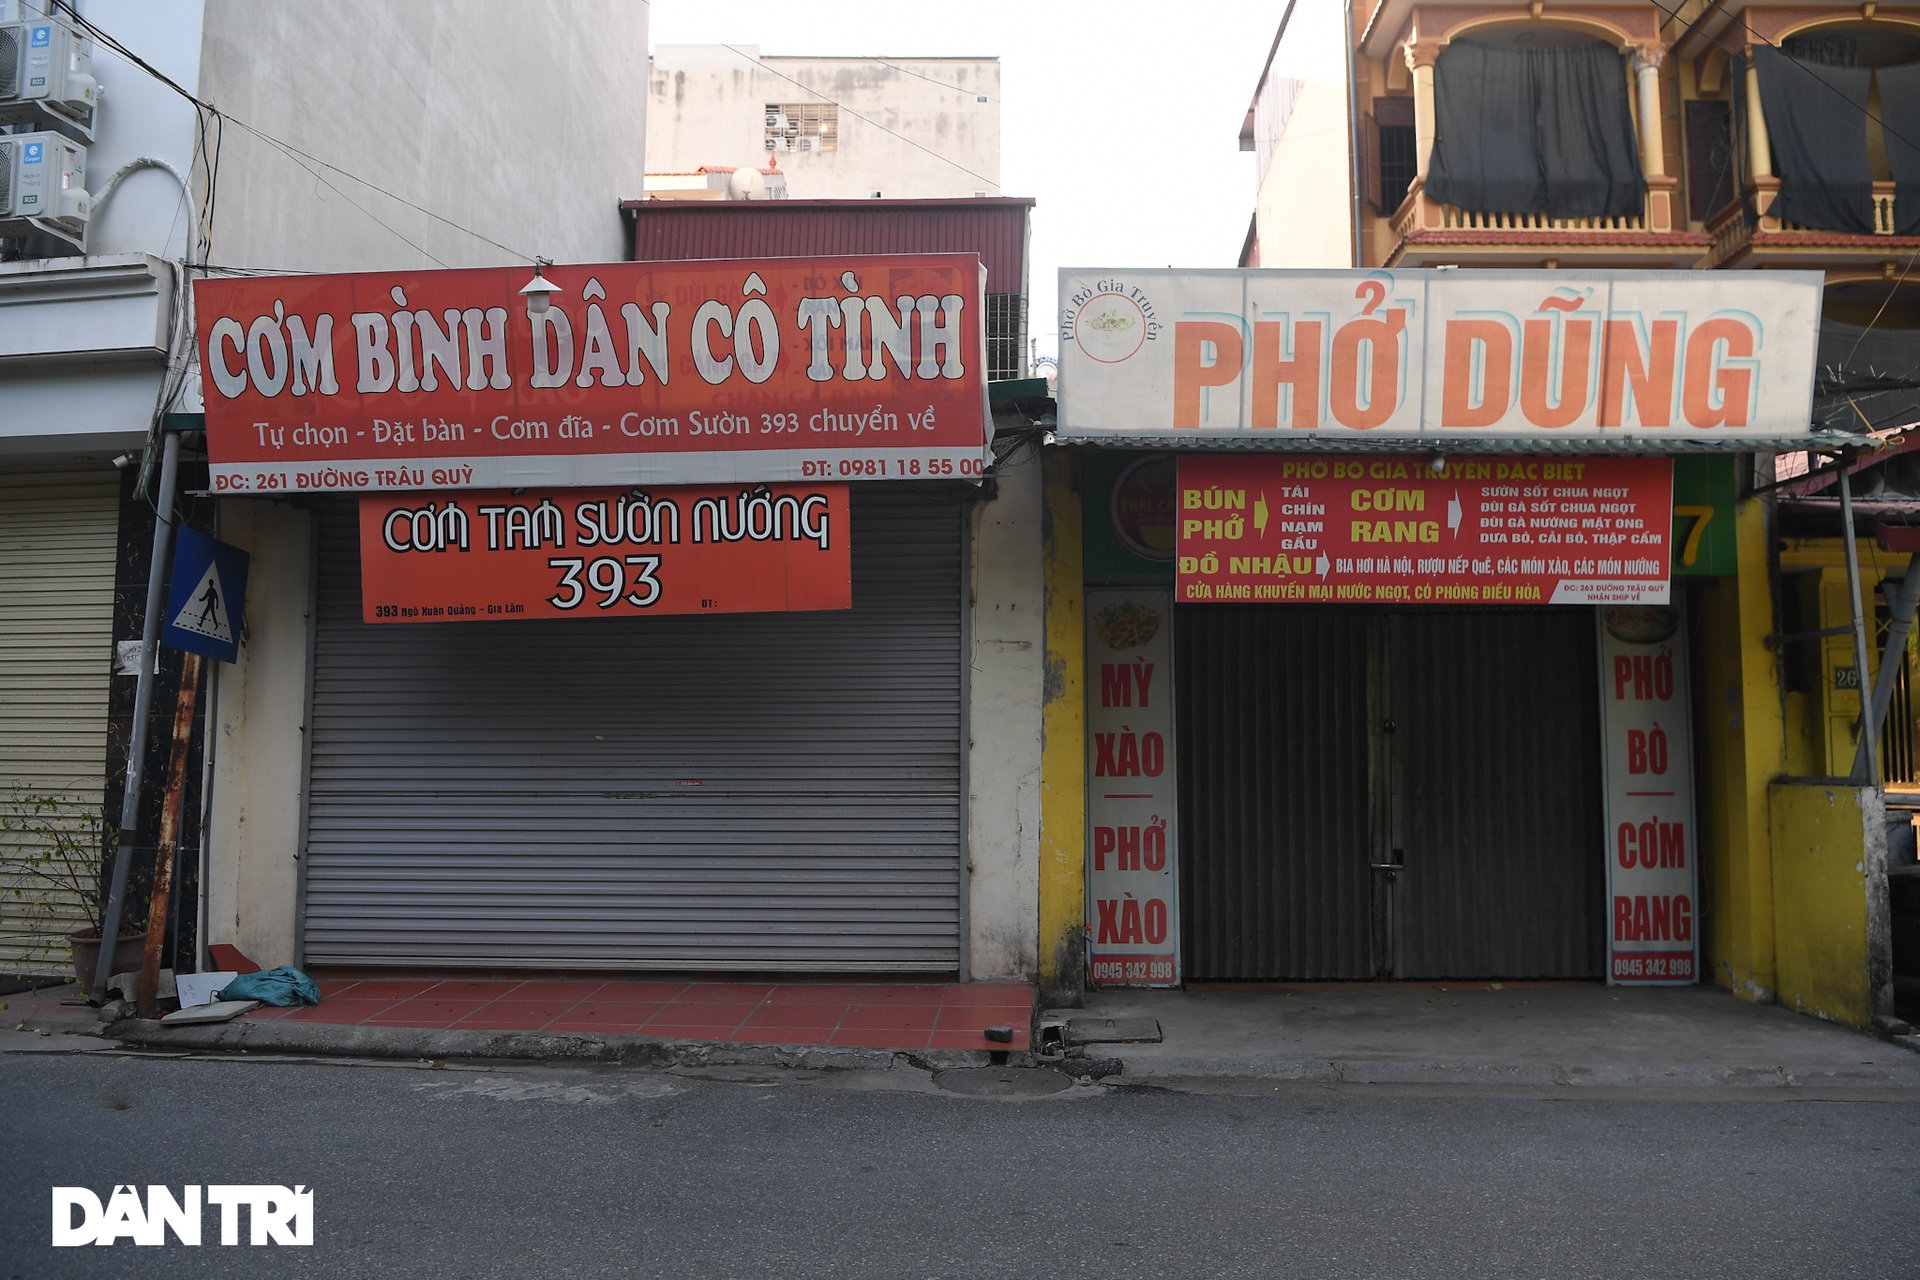 CƠM BÌNH DÂN CÔ TÌNH
Tự chọn - Đặt bàn - Cơm đĩa - Cơm Sườn 393 chuyển về
ĐC: 261 ĐƯỜNG TRÂU QUỲ
ĐT: 0981 18 55 00
CƠM TÁM SƯỜN NƯỚNG
393
393 Ngô Xuân Quảng - Gia Lâm
ĐT:
Phở Bò Gia Truyền
PHỞ DŨNG
PHỞ BÒ GIA TRUYỀN ĐẶC BIỆT
BÚN
PHỞ
TÁI
CHÍN
NẠM
GẦU
CƠM
RANG
SƯỜN SỐT CHUA NGỌT
ĐÙI GÀ SỐT CHUA NGỌT
ĐÙI GÀ NƯỚNG MẬT ONG
DƯA BÒ, CẢI BÒ, THẬP CẨM
ĐỒ NHẬU
BIA HƠI HÀ NỘI, RƯỢU NẾP QUÊ, CÁC MÓN XÀO, CÁC MÓN NƯỚNG
CỬA HÀNG KHUYẾN MẠI NƯỚC NGỌT, CÓ PHÒNG ĐIỀU HÒA
ĐC: 263 ĐƯỜNG TRÂU QUỲ
NHẬN SHIP VỀ
7
MỲ
XÀO
PHỞ
XÀO
0945 342 998
PHỞ
BÒ
CƠM
RANG
0945 342 998
DÂN TRÍ